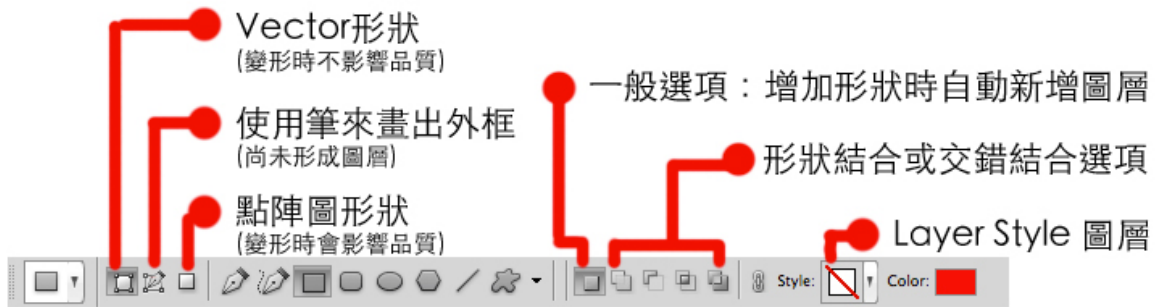 Vector形狀
(變形時不影響品質)
使用筆來畫出外框
(尚未形成圖層)
點陣圖形狀
(變形時會影響品質)
一般選項：增加形狀時自動新增圖層
形狀結合或交錯結合選項
Layer Style 圖層
Style:
Color: